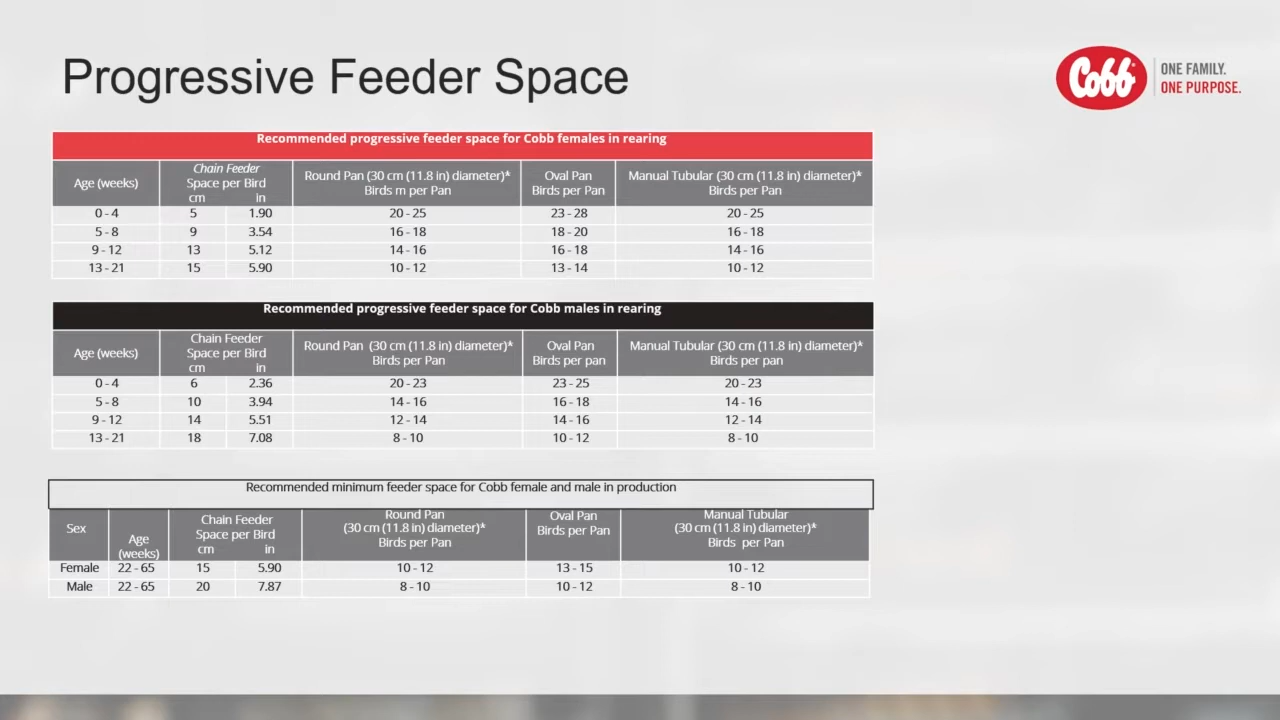 Progressive Feeder Space
Cobb
ONE FAMILY.
ONE PURPOSE.
Recommended progressive feeder space for Cobb females in rearing
Age (weeks) Chain Feeder Space per Bird cm in Round Pan (30 cm (11.8 in) diameter)* Birds m per Pan Oval Pan Birds per Pan Manual Tubular (30 cm (11.8 in) diameter)* Birds per Pan
0 - 4 5 1.90 20 - 25 23 - 28 20 - 25
5 - 8 9 3.54 16 - 18 18 - 20 16 - 18
9 - 12 13 5.12 14 - 16 16 - 18 14 - 16
13 - 21 15 5.90 10 - 12 13 - 14 10 - 12
Recommended progressive feeder space for Cobb males in rearing
Age (weeks) Chain Feeder Space per Bird cm in Round Pan (30 cm (11.8 in) diameter)* Birds per Pan Oval Pan Birds per pan Manual Tubular (30 cm (11.8 in) diameter)* Birds per pan
0 - 4 6 2.36 20 - 23 23 - 25 20 - 23
5 - 8 10 3.94 14 - 16 16 - 18 14 - 16
9 - 12 14 5.51 12 - 14 14 - 16 12 - 14
13 - 21 18 7.08 8 - 10 10 - 12 8 - 10
Recommended minimum feeder space for Cobb female and male in production
Sex Age (weeks) Chain Feeder Space per Bird cm in Round Pan (30 cm (11.8 in) diameter)* Birds per Pan Oval Pan Birds per Pan Manual Tubular (30 cm (11.8 in) diameter)* Birds per Pan
Female 22 - 65 15 5.90 10 - 12 13 - 15 10 - 12
Male 22 - 65 20 7.87 8 - 10 10 - 12 8 - 10